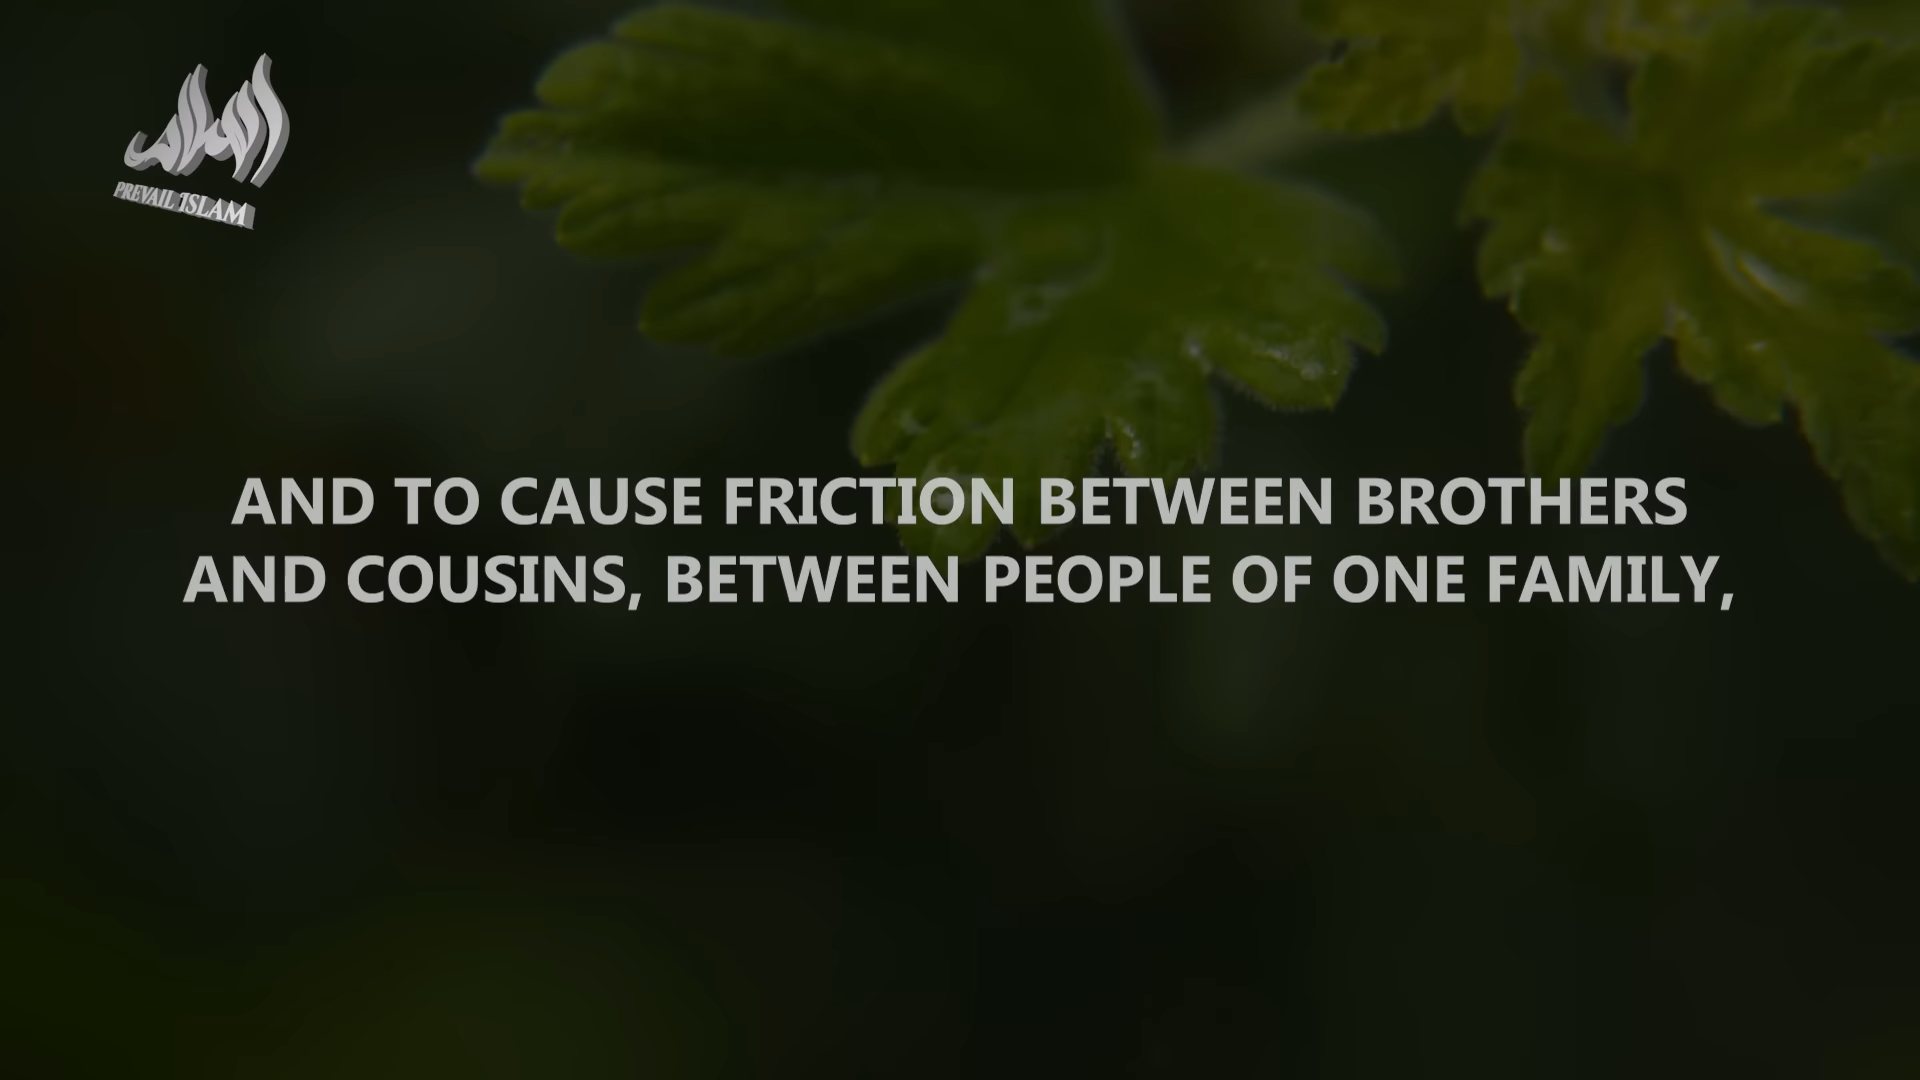 PREVAIL ISLAM
AND TO CAUSE FRICTION BETWEEN BROTHERS
AND COUSINS, BETWEEN PEOPLE OF ONE FAMILY,